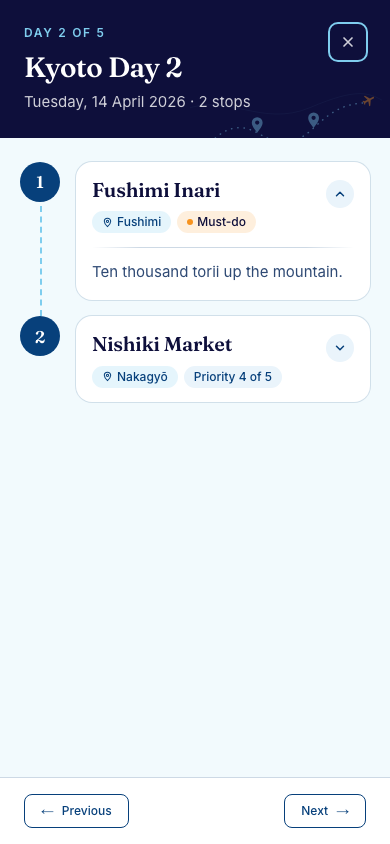 DAY 2 OF 5
Kyoto Day 2
Tuesday, 14 April 2026 · 2 stops
1
Fushimi Inari
Fushimi
Must-do
Ten thousand torii up the mountain.
2
Nishiki Market
Nakagyō
Priority 4 of 5
← Previous
Next →